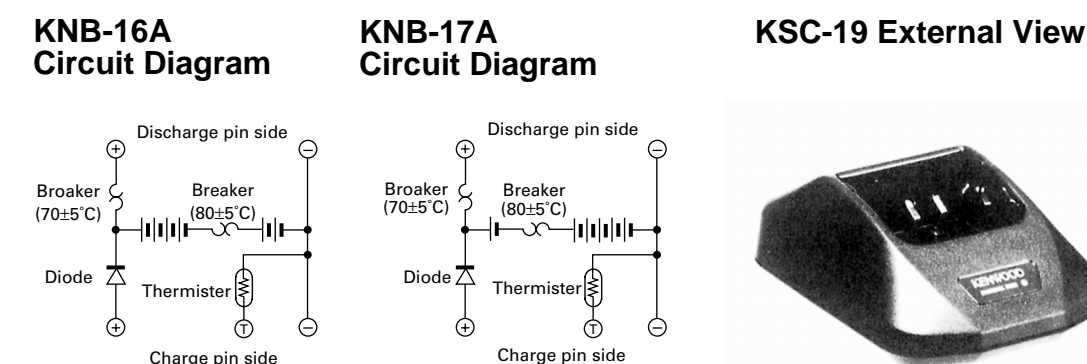 KNB-16A
Circuit Diagram
Discharge pin side
+
−
Broaker
(70±5˚C)
Breaker
(80±5˚C)
Diode
Thermister
+
T
−
Charge pin side
KNB-17A
Circuit Diagram
Discharge pin side
+
−
Broaker
(70±5˚C)
Breaker
(80±5˚C)
Diode
Thermister
+
T
−
Charge pin side
KSC-19 External View
KENWOOD